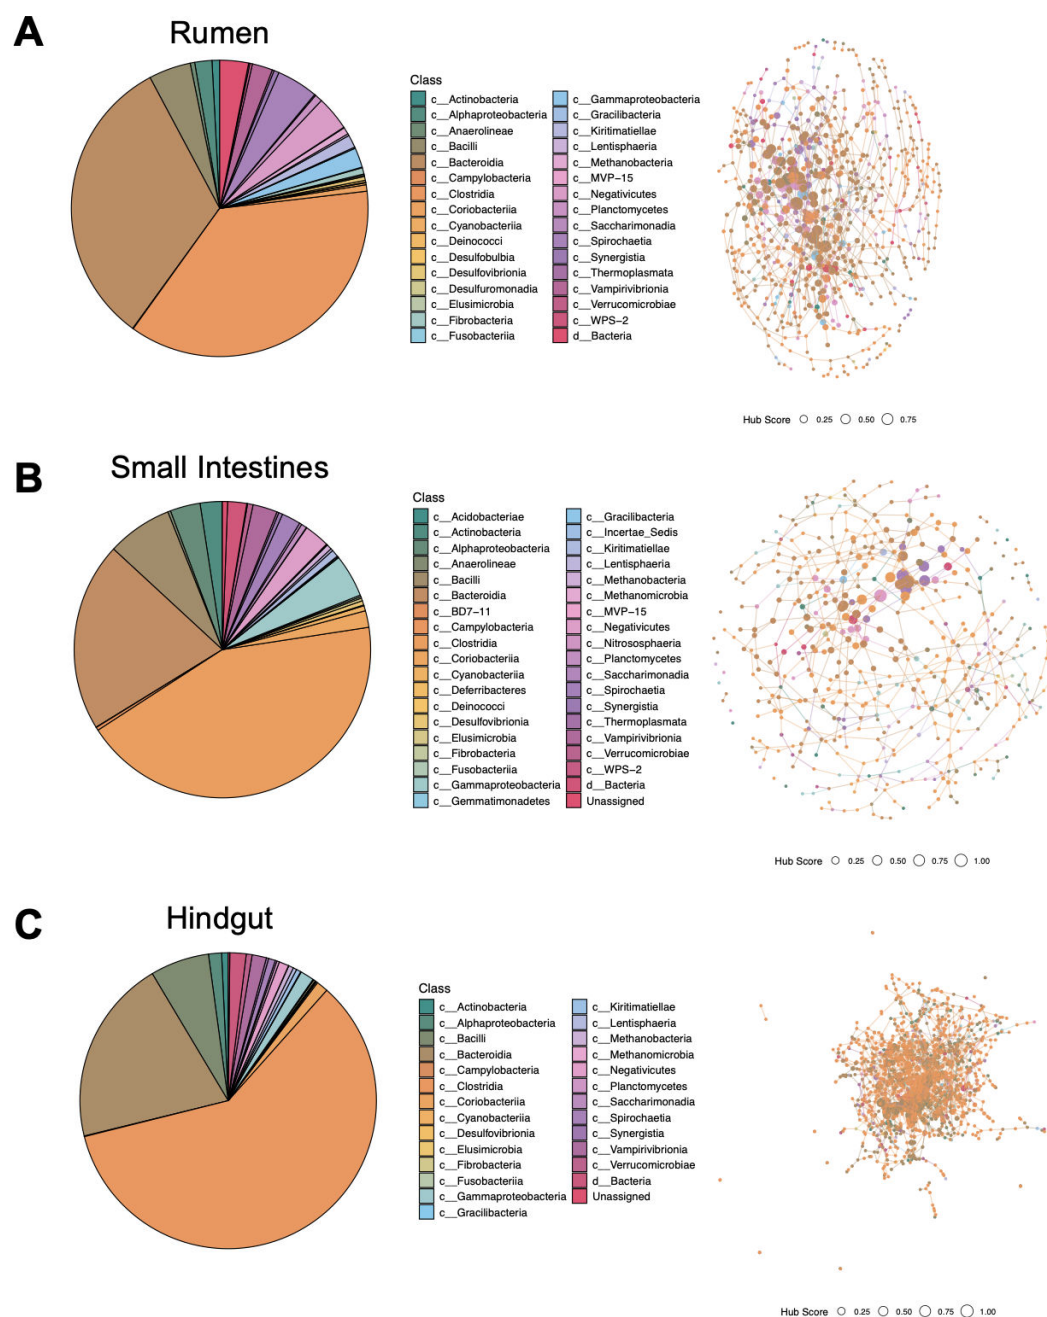 A
Rumen
Class
c__Actinobacteria
c__Alphaproteobacteria
c__Anaerolineae
c__Bacilli
c__Bacteroidia
c__Campylobacteria
c__Clostridia
c__Coriobacteriia
c__Cyanobacteriia
c__Deinococci
c__Desulfobulbia
c__Desulfovibrionia
c__Desulfuromonadia
c__Elusimicrobia
c__Fibrobacteria
c__Fusobacteriia
c__Gammaproteobacteria
c__Gracilibacteria
c__Kiritimatiellae
c__Lentisphaeria
c__Methanobacteria
c__MVP−15
c__Negativicutes
c__Planctomycetes
c__Saccharimonadia
c__Spirochaetia
c__Synergistia
c__Thermoplasmata
c__Vampirivibrionia
c__Verrucomicrobiae
c__WPS−2
d__Bacteria
Hub Score 0.25 0.50 0.75
B
Small Intestines
Class
c__Acidobacteriae
c__Actinobacteria
c__Alphaproteobacteria
c__Anaerolineae
c__Bacilli
c__Bacteroidia
c__BD7−11
c__Campylobacteria
c__Clostridia
c__Coriobacteriia
c__Cyanobacteriia
c__Deferribacteres
c__Deinococci
c__Desulfovibrionia
c__Elusimicrobia
c__Fibrobacteria
c__Fusobacteriia
c__Gammaproteobacteria
c__Gemmatimonadetes
c__Gracilibacteria
c__Incertae_Sedis
c__Kiritimatiellae
c__Lentisphaeria
c__Methanobacteria
c__Methanomicrobia
c__MVP−15
c__Negativicutes
c__Nitrososphaeria
c__Planctomycetes
c__Saccharimonadia
c__Spirochaetia
c__Synergistia
c__Thermoplasmata
c__Vampirivibrionia
c__Verrucomicrobiae
c__WPS−2
d__Bacteria
Unassigned
Hub Score 0.25 0.50 0.75 1.00
C
Hindgut
Class
c__Actinobacteria
c__Alphaproteobacteria
c__Bacilli
c__Bacteroidia
c__Campylobacteria
c__Clostridia
c__Coriobacteriia
c__Cyanobacteriia
c__Desulfovibrionia
c__Elusimicrobia
c__Fibrobacteria
c__Fusobacteriia
c__Gammaproteobacteria
c__Gracilibacteria
c__Kiritimatiellae
c__Lentisphaeria
c__Methanobacteria
c__Methanomicrobia
c__Negativicutes
c__Planctomycetes
c__Saccharimonadia
c__Spirochaetia
c__Synergistia
c__Vampirivibrionia
c__Verrucomicrobiae
d__Bacteria
Unassigned
Hub Score 0.25 0.50 0.75 1.00